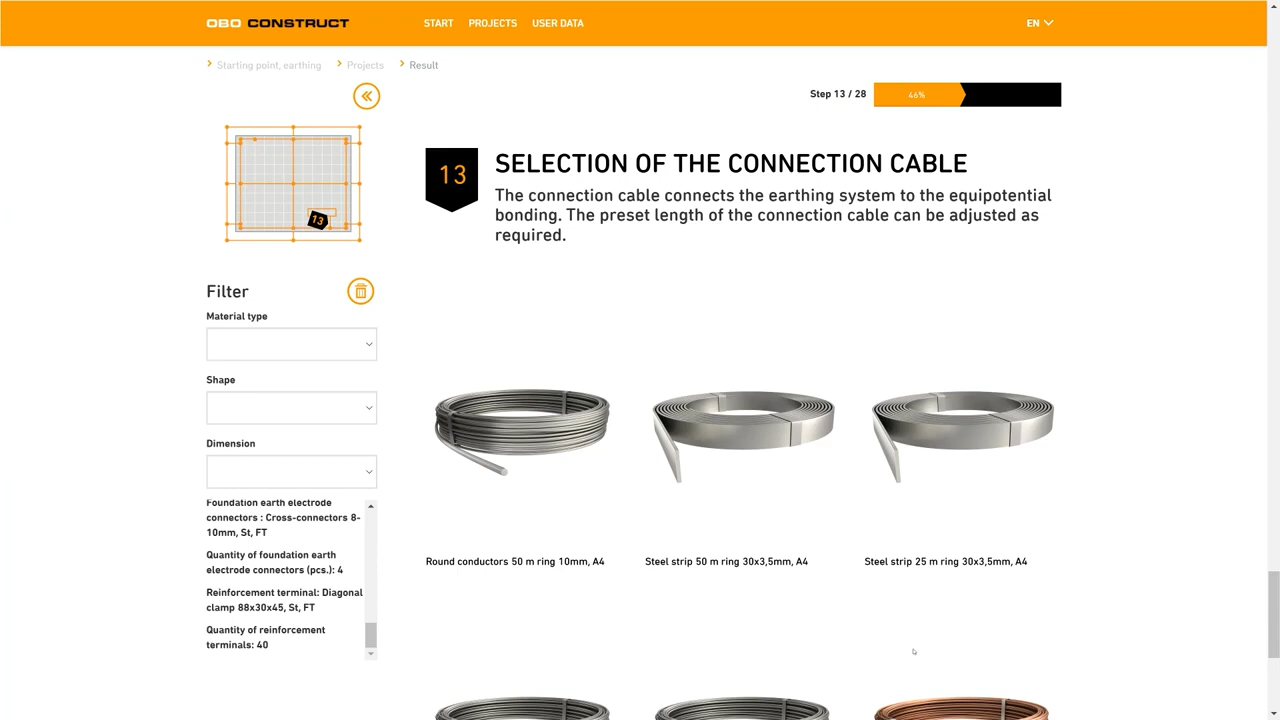 OBO CONSTRUCT
START PROJECTS USER DATA
EN
Starting point, earthing
Projects
Result
Step 13 / 28
46%
13
13
SELECTION OF THE CONNECTION CABLE
The connection cable connects the earthing system to the equipotential
bonding. The preset length of the connection cable can be adjusted as
required.
Filter
Material type
Shape
Dimension
Foundation earth electrode
connectors : Cross-connectors 8-
10mm, St, FT
Quantity of foundation earth
electrode connectors (pcs.): 4
Reinforcement terminal: Diagonal
clamp 88x30x45, St, FT
Quantity of reinforcement
terminals: 40
Round conductors 50 m ring 10mm, A4
Steel strip 50 m ring 30x3,5mm, A4
Steel strip 25 m ring 30x3,5mm, A4